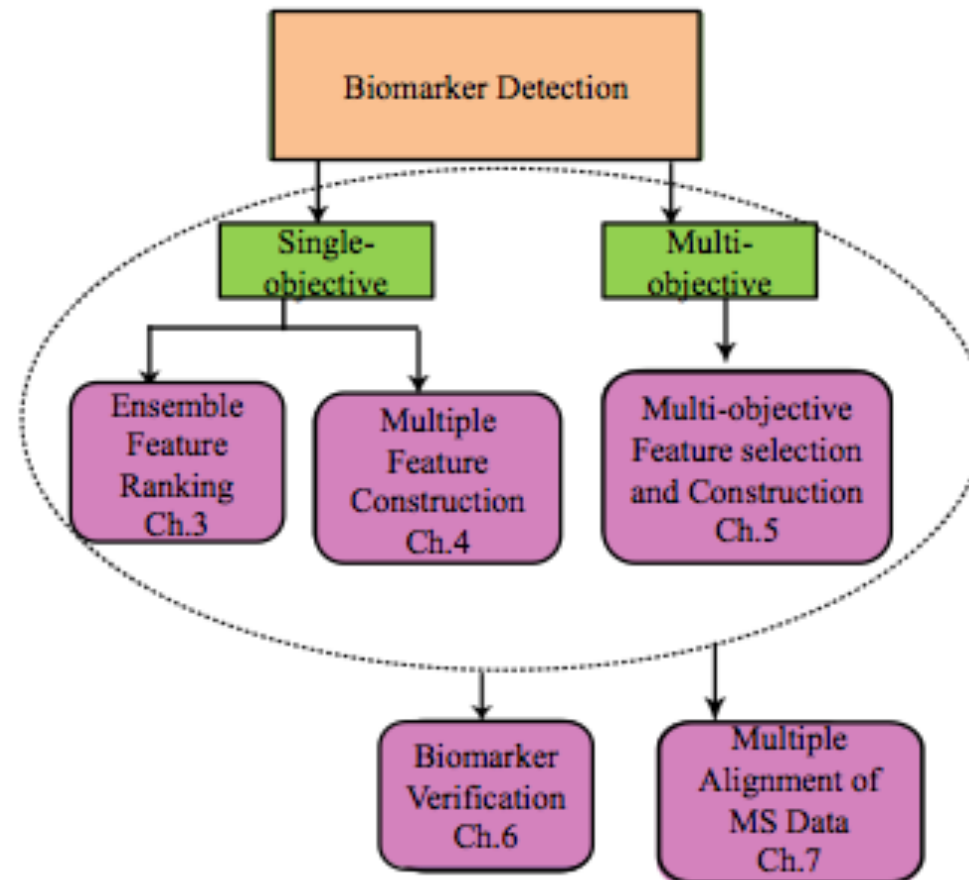 Biomarker Detection
Single-
objective
Multi-
objective
Ensemble
Feature
Ranking
Ch.3
Multiple
Feature
Construction
Ch.4
Multi-objective
Feature selection
and Construction
Ch.5
Biomarker
Verification
Ch.6
Multiple
Alignment of
MS Data
Ch.7